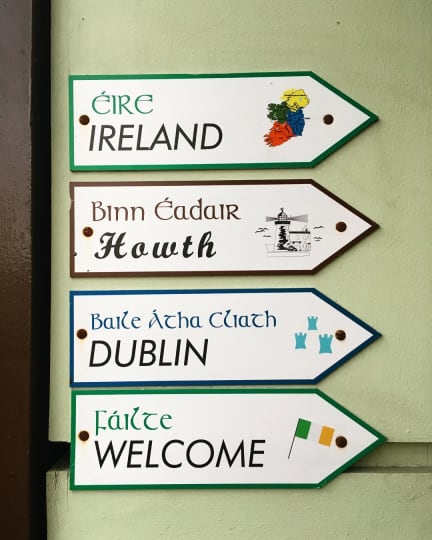 ÉIRE
IRELAND
Binn Éadair
Howth
Baile Átha Cliath
DUBLIN
Fáilte
WELCOME